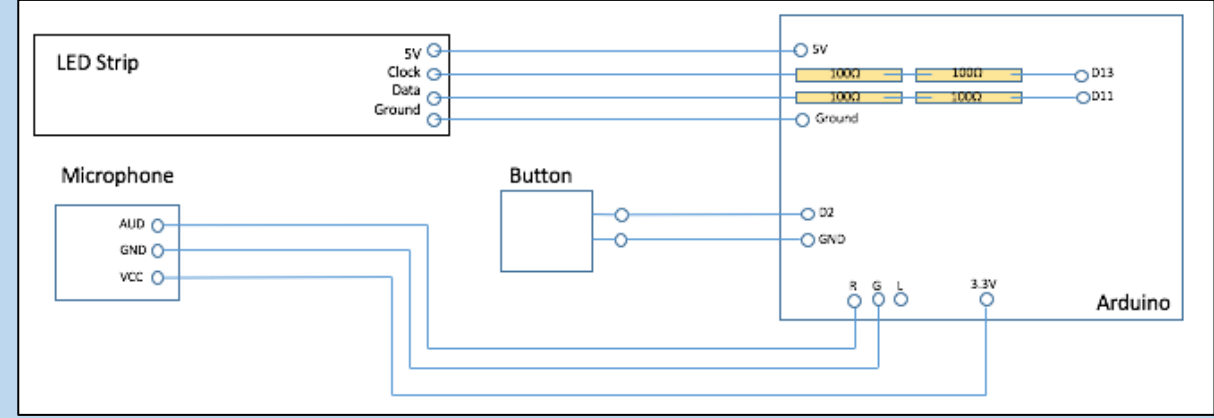 LED Strip
5V
Clock
Data
Ground
5V
100Ω 100Ω D13
100Ω 100Ω D11
Ground
Microphone
AUD
GND
VCC
Button
D2
GND
R G L 3.3V
Arduino